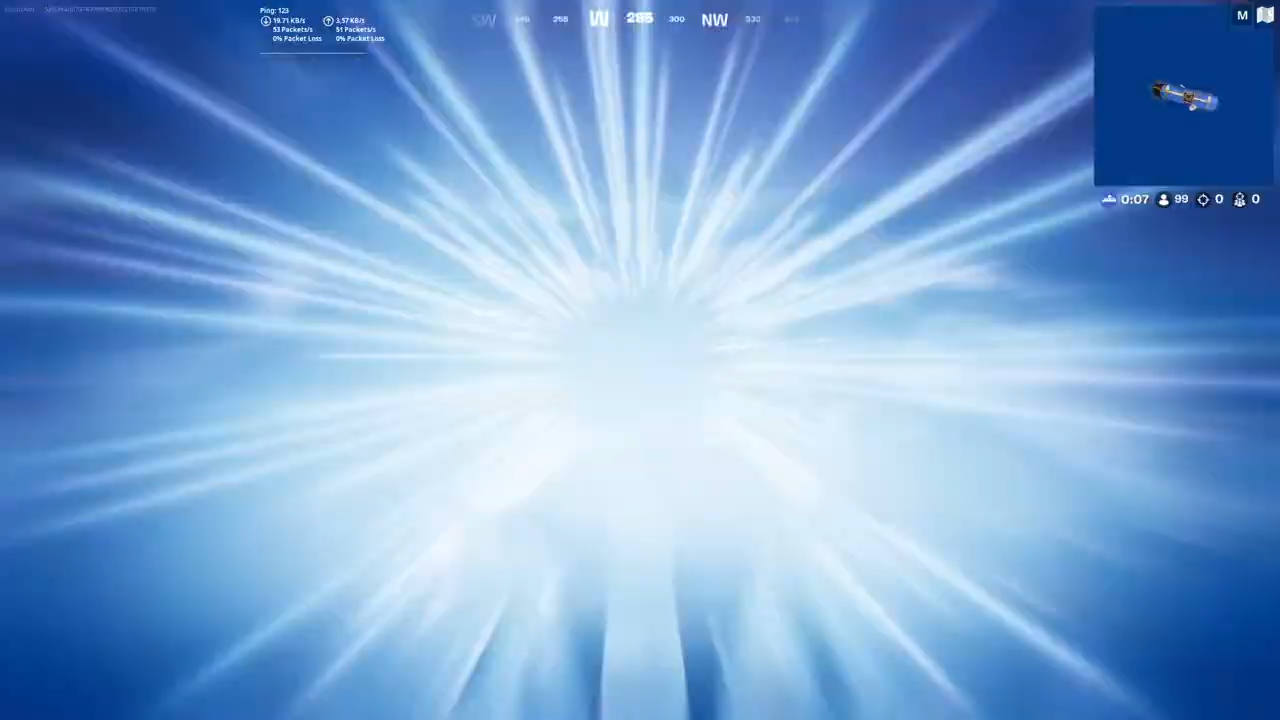 Ping: 123
19.71 KB/s 3.57 KB/s
53 Packets/s 51 Packets/s
0% Packet Loss 0% Packet Loss
SW 255 W 285 300 NW 330
M
0:07 99 0 0